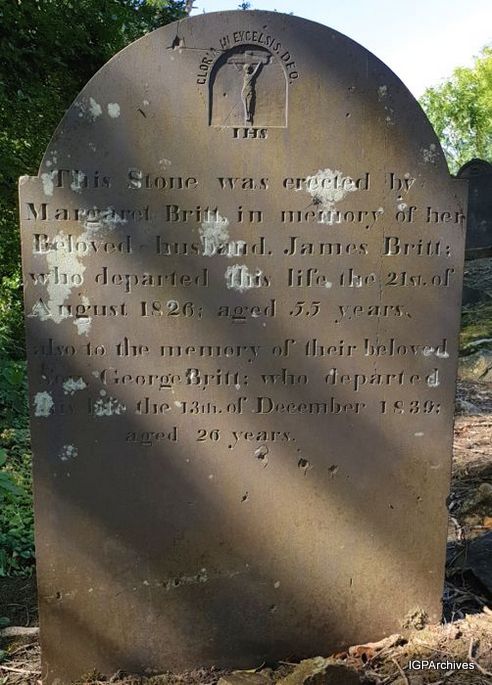 GLORIA IN EXCELSIS DEO.
IHS
This Stone was erected by
Margaret Britt, in memory of her
Beloved husband, James Britt;
who departed this life the 21st. of
August 1826; aged 55 years.
also to the memory of their beloved
Son George Britt; who departed
this life the 13th. of December 1839;
aged 26 years.
IGPArchives